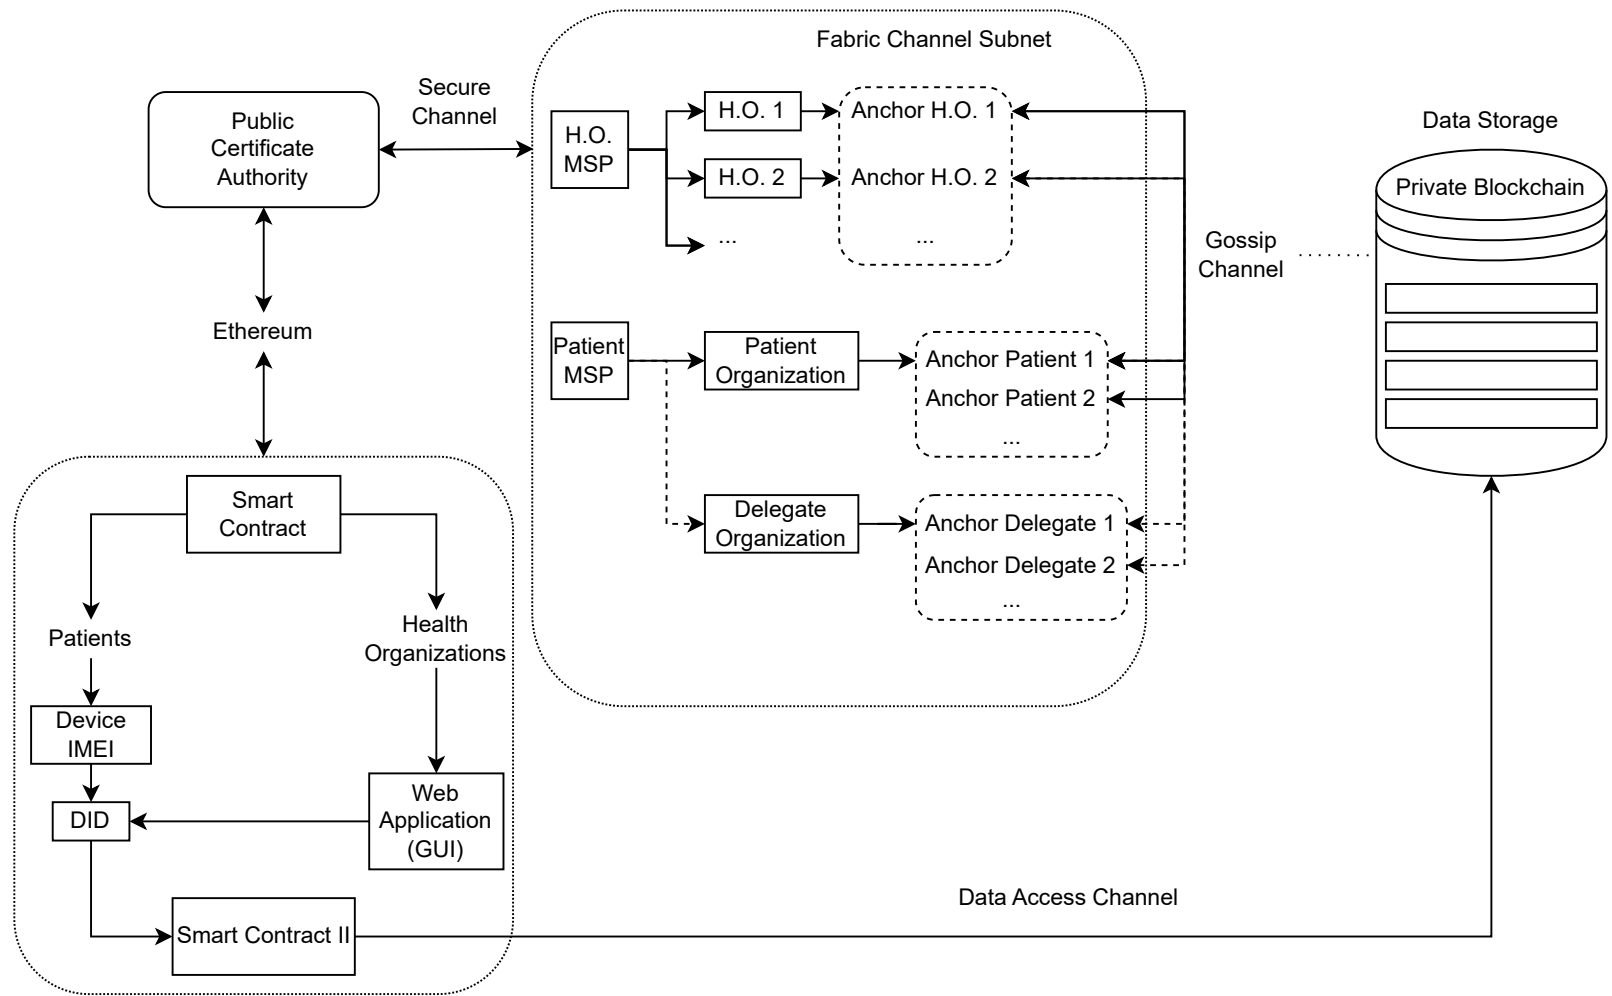 Fabric Channel Subnet
Secure
Channel
Public
Certificate
Authority
H.O.
MSP
H.O. 1
Anchor H.O. 1
H.O. 2
Anchor H.O. 2
...
...
Data Storage
Private Blockchain
Gossip
Channel
Ethereum
Patient
MSP
Patient
Organization
Anchor Patient 1
Anchor Patient 2
...
Delegate
Organization
Anchor Delegate 1
Anchor Delegate 2
...
Smart
Contract
Patients
Health
Organizations
Device
IMEI
DID
Web
Application
(GUI)
Smart Contract II
Data Access Channel